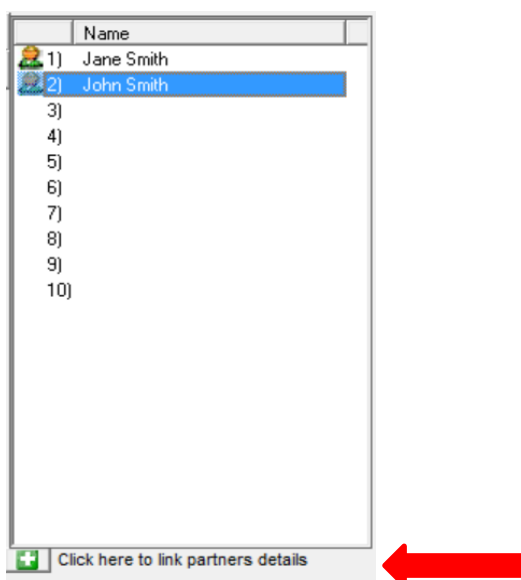 Name
1) Jane Smith
2) John Smith
3)
4)
5)
6)
7)
8)
9)
10)
Click here to link partners details